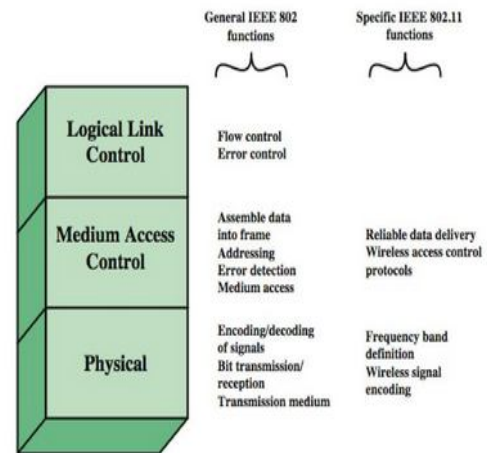 General IEEE 802
functions
Specific IEEE 802.11
functions
Logical Link
Control
Flow control
Error control
Medium Access
Control
Assemble data
into frame
Addressing
Error detection
Medium access
Reliable data delivery
Wireless access control
protocols
Physical
Encoding/decoding
of signals
Bit transmission/
reception
Transmission medium
Frequency band
definition
Wireless signal
encoding